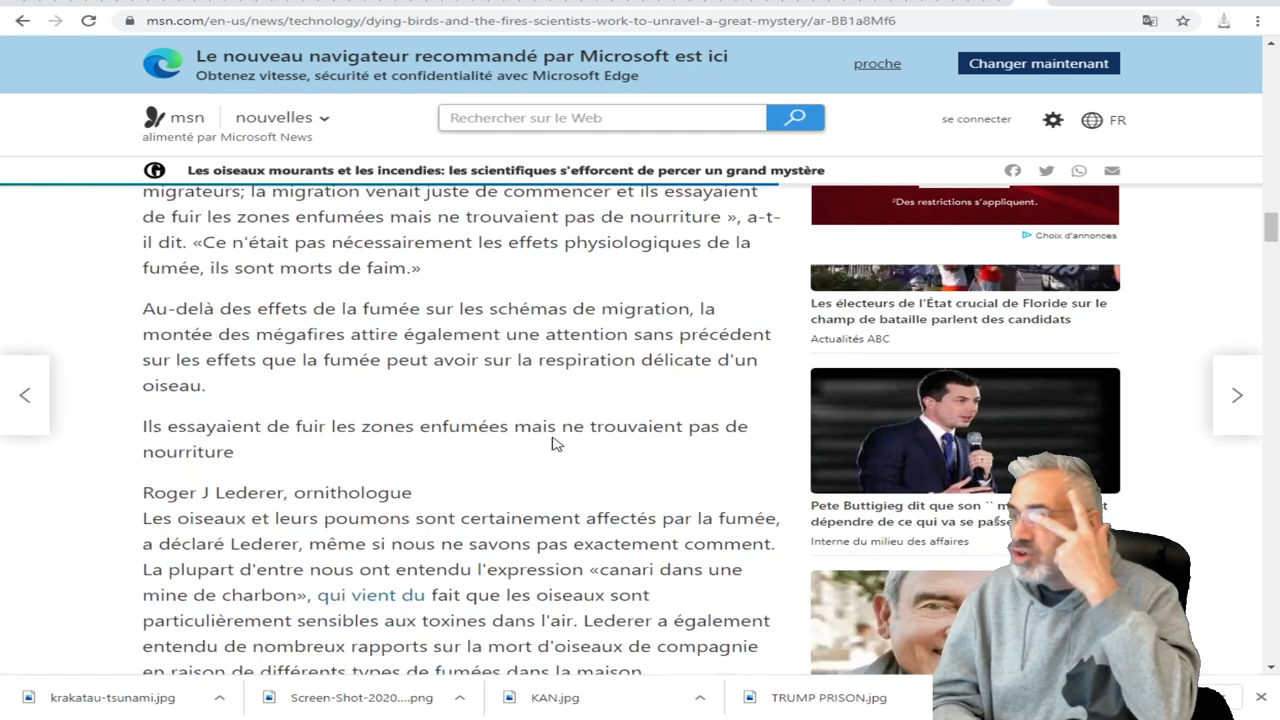 msn.com/en-us/news/technology/dying-birds-and-the-fires-scientists-work-to-unravel-a-great-mystery/ar-BB1a8Mf6
Le nouveau navigateur recommandé par Microsoft est ici
Obtenez vitesse, sécurité et confidentialité avec Microsoft Edge
proche
Changer maintenant
msn
nouvelles
alimenté par Microsoft News
Rechercher sur le Web
se connecter
FR
Les oiseaux mourants et les incendies: les scientifiques s'efforcent de percer un grand mystère
migrateurs; la migration venait juste de commencer et ils essayaient
de fuir les zones enfumées mais ne trouvaient pas de nourriture », a-t-
il dit. «Ce n'était pas nécessairement les effets physiologiques de la
fumée, ils sont morts de faim.»
Au-delà des effets de la fumée sur les schémas de migration, la
montée des mégafires attire également une attention sans précédent
sur les effets que la fumée peut avoir sur la respiration délicate d'un
oiseau.
Ils essayaient de fuir les zones enfumées mais ne trouvaient pas de
nourriture
Roger J Lederer, ornithologue
Les oiseaux et leurs poumons sont certainement affectés par la fumée,
a déclaré Lederer, même si nous ne savons pas exactement comment.
La plupart d'entre nous ont entendu l'expression «canari dans une
mine de charbon», qui vient du fait que les oiseaux sont
particulièrement sensibles aux toxines dans l'air. Lederer a également
entendu de nombreux rapports sur la mort d'oiseaux de compagnie
en raison de différents types de fumées dans la maison
²Des restrictions s'appliquent.
Choix d'annonces
Les électeurs de l'État crucial de Floride sur le
champ de bataille parlent des candidats
Actualités ABC
Pete Buttigieg dit que son `` m t
dépendre de ce qui va se passe
Interne du milieu des affaires
krakatau-tsunami.jpg
Screen-Shot-2020....png
KAN.jpg
TRUMP PRISON.jpg